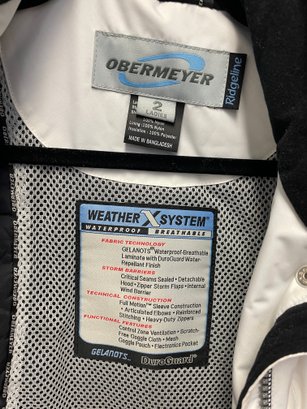 OBERMEYER
Ridgeline
2
LADIES
100% Nylon
Lining :100% Nylon
Insulation :100% Polyester
MADE IN BANGLADESH
WEATHER X SYSTEM®
WATERPROOF BREATHABLE
FABRIC TECHNOLOGY
GELANOTS® Waterproof-Breathable
Laminate with DuraGuard Water
Repellant Finish
STORM BARRIERS
Critical Seams Sealed • Detachable
Hood • Zipper Storm Flaps • Internal
Wind Barrier
TECHNICAL CONSTRUCTION
Full Motion™ Sleeve Construction
• Articulated Elbows • Reinforced
Stitching • Heavy Duty Zippers
FUNCTIONAL FEATURES
Control Zone Ventilation • Scratch-
Free Goggle Cloth • Mesh
Goggle Pouch • Electronics Pocket
GELANOTS
DuraGuard
OBERMEYER